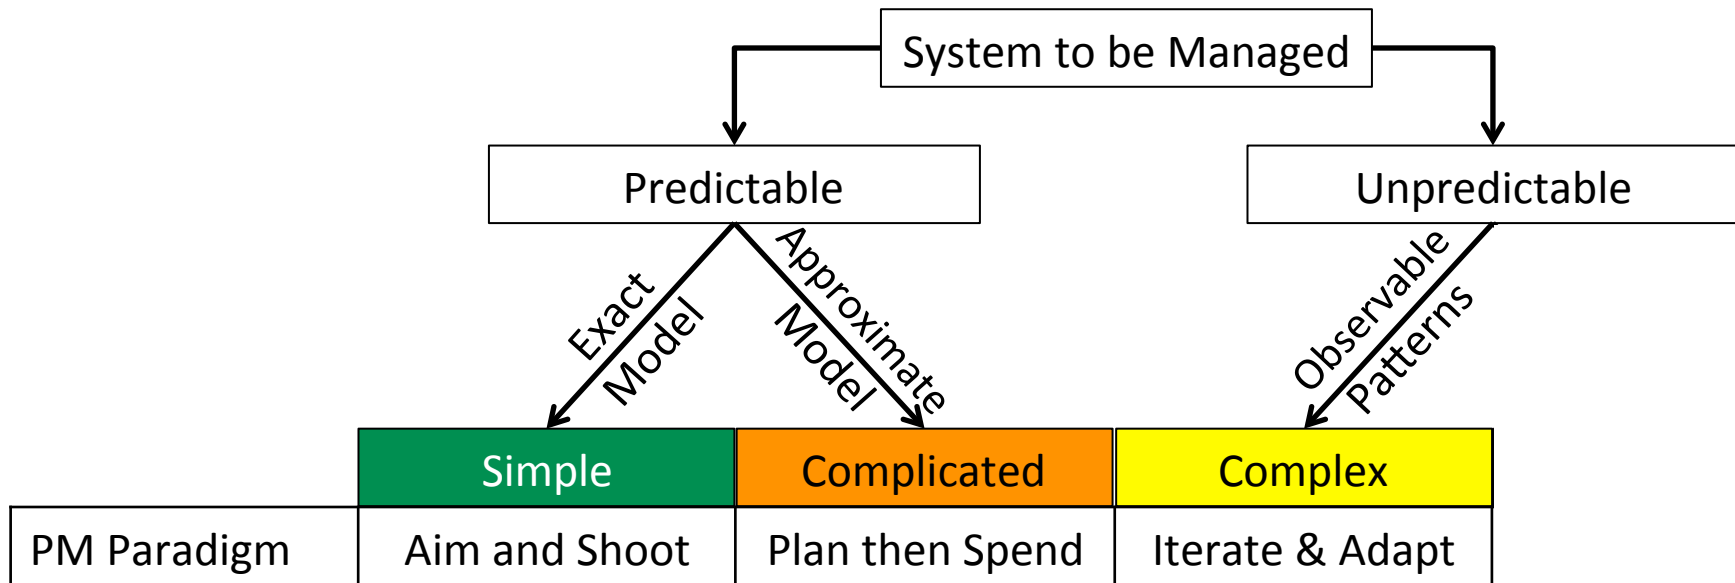 System to be Managed
Predictable
Unpredictable
Exact
Model
Approximate
Model
Observable
Patterns
Simple
Complicated
Complex
PM Paradigm
Aim and Shoot
Plan then Spend
Iterate & Adapt